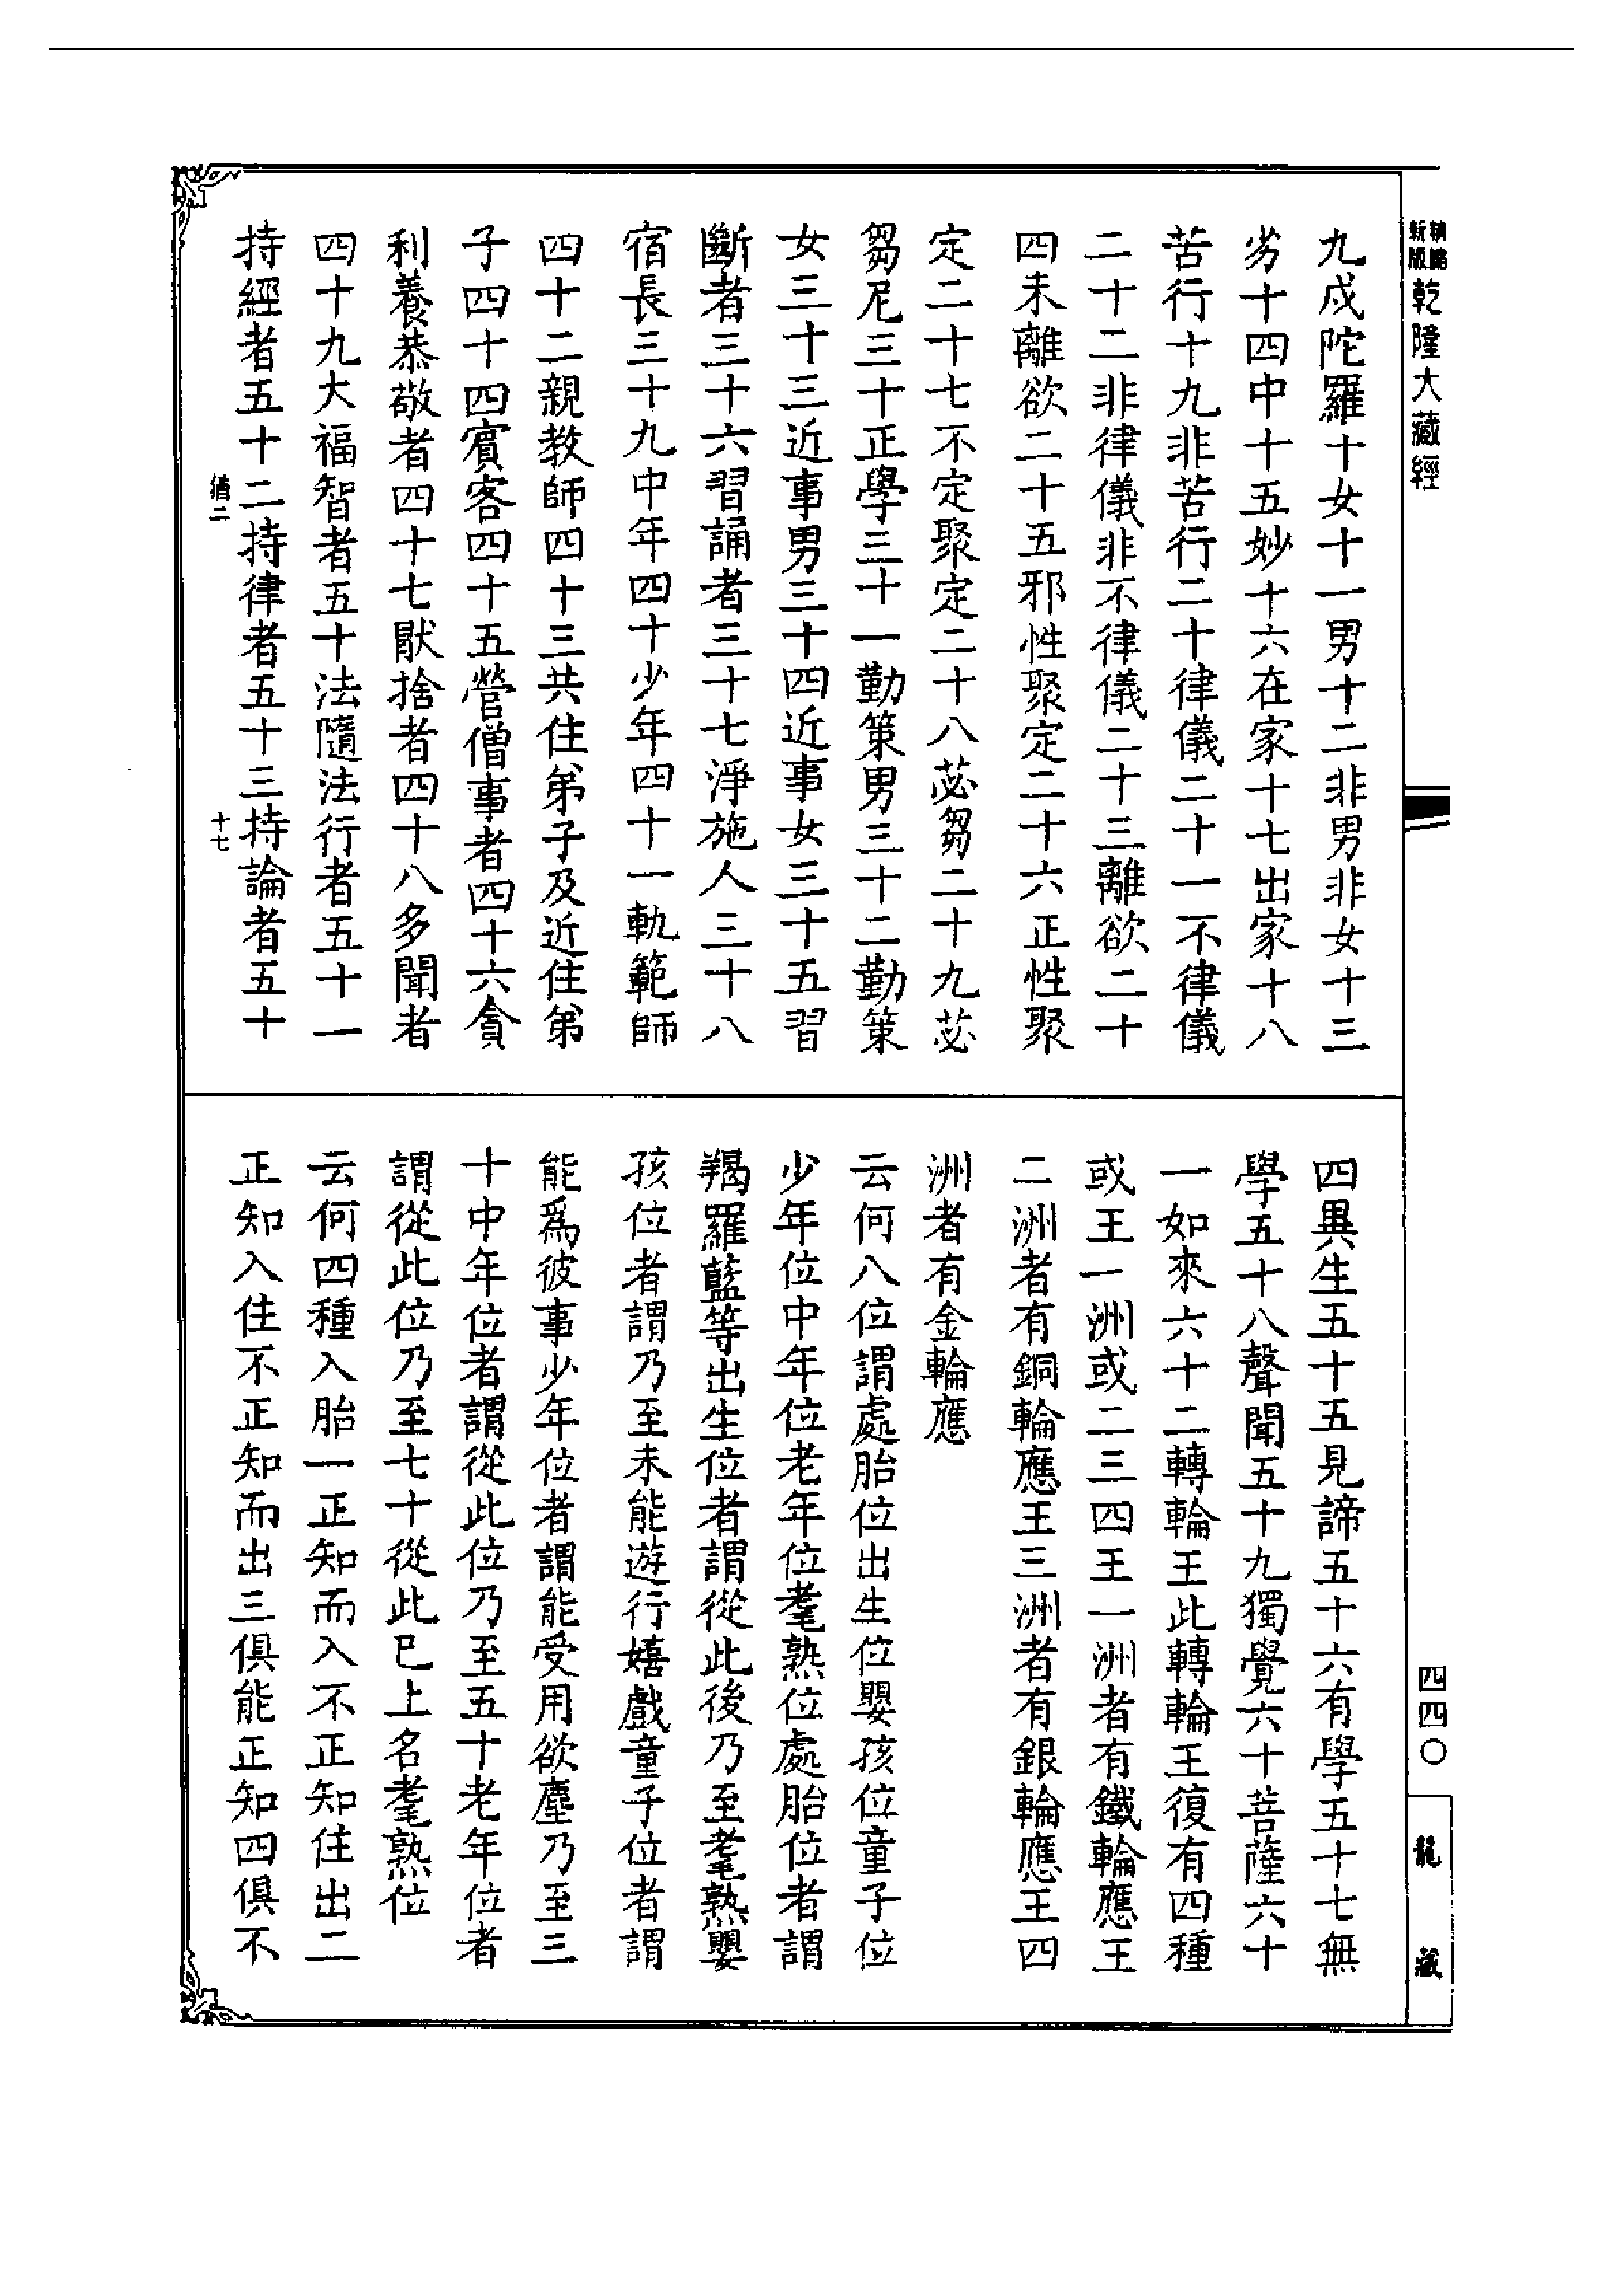 新版
乾隆大藏經
九戍陀羅十女十一男十二非男非女十三
劣十四中十五妙十六在家十七出家十八
苦行十九非苦行二十律儀二十一不律儀
二十二非律儀非不律儀二十三離欲二十
四未離欲二十五邪性聚定二十六正性聚
定二十七不定聚定二十八苾芻二十九苾
芻尼三十正學三十一勤策男三十二勤策
女三十三近事男三十四近事女三十五習
斷者三十六習誦者三十七淨施人三十八
宿長三十九中年四十少年四十一軌範師
四十二親教師四十三共住弟子及近住弟
子四十四賓客四十五營僧事者四十六貪
利養恭敬者四十七猒捨者四十八多聞者
四十九大福智者五十法隨法行者五十一
持經者五十二持律者五十三持論者五十
猶二
十七
四異生五十五見諦五十六有學五十七無
學五十八聲聞五十九獨覺六十菩薩六十
一如來六十二轉輪王此轉輪王復有四種
或王一洲或二三四王一洲者有鐵輪應王
二洲者有銅輪應王三洲者有銀輪應王四
洲者有金輪應
云何八位謂處胎位出生位嬰孩位童子位
少年位中年位老年位耄熟位處胎位者謂
羯羅藍等出生位者謂從此後乃至耄熟嬰
孩位者謂乃至未能遊行嬉戲童子位者謂
能爲彼事少年位者謂能受用欲塵乃至三
十中年位者謂從此位乃至五十老年位者
謂從此位乃至七十從此已上名耄熟位
云何四種入胎一正知而入不正知住出二
正知入住不正知而出三俱能正知四俱不
四四〇
龍藏